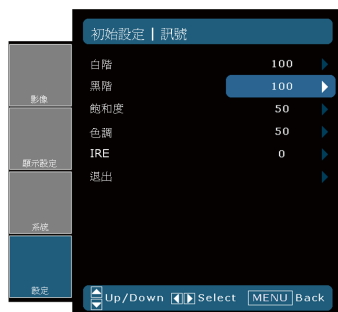 初始設定 | 訊號
白階 100
黑階 100
飽和度 50
色調 50
IRE 0
退出
影像
顯示設定
系統
設定
Up/Down Select MENU Back